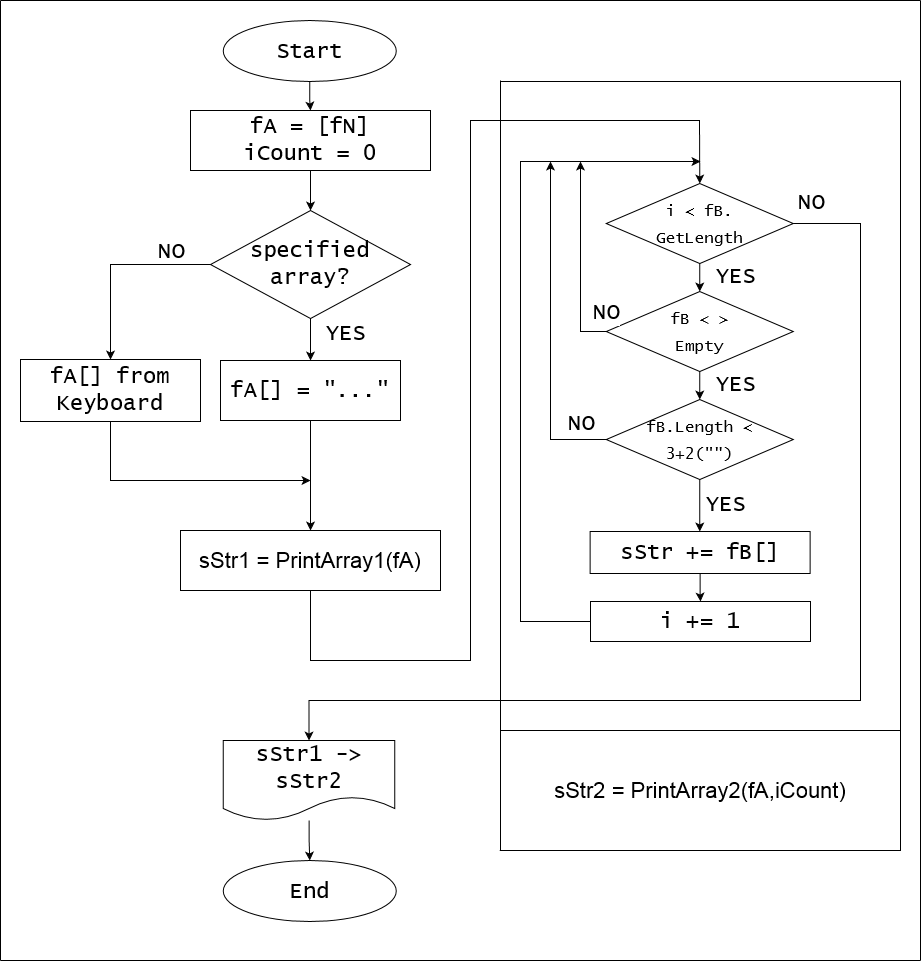 Start
fA = [fN]
iCount = 0
specified
array?
NO
YES
fA[] from
Keyboard
fA[] = "..."
sStr1 = PrintArray1(fA)
i < fB.
GetLength
NO
YES
fB < >
Empty
NO
YES
fB.Length <
3+2("")
NO
YES
sStr += fB[]
i += 1
sStr2 = PrintArray2(fA,iCount)
sStr1 ->
sStr2
End